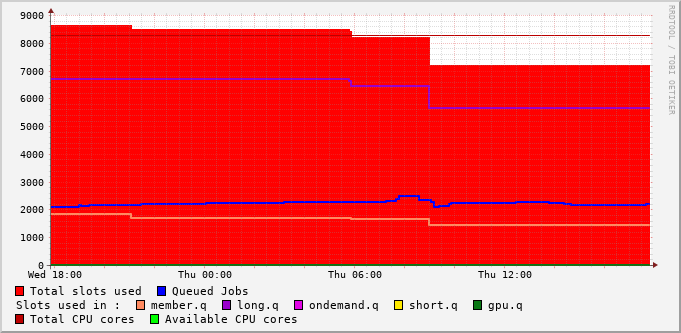 RRDTOOL / TOBI OETIKER
9000
8000
7000
6000
5000
4000
3000
2000
1000
0
Wed 18:00 Thu 00:00 Thu 06:00 Thu 12:00
Total slots used Queued Jobs
Slots used in : member.q long.q ondemand.q short.q gpu.q
Total CPU cores Available CPU cores